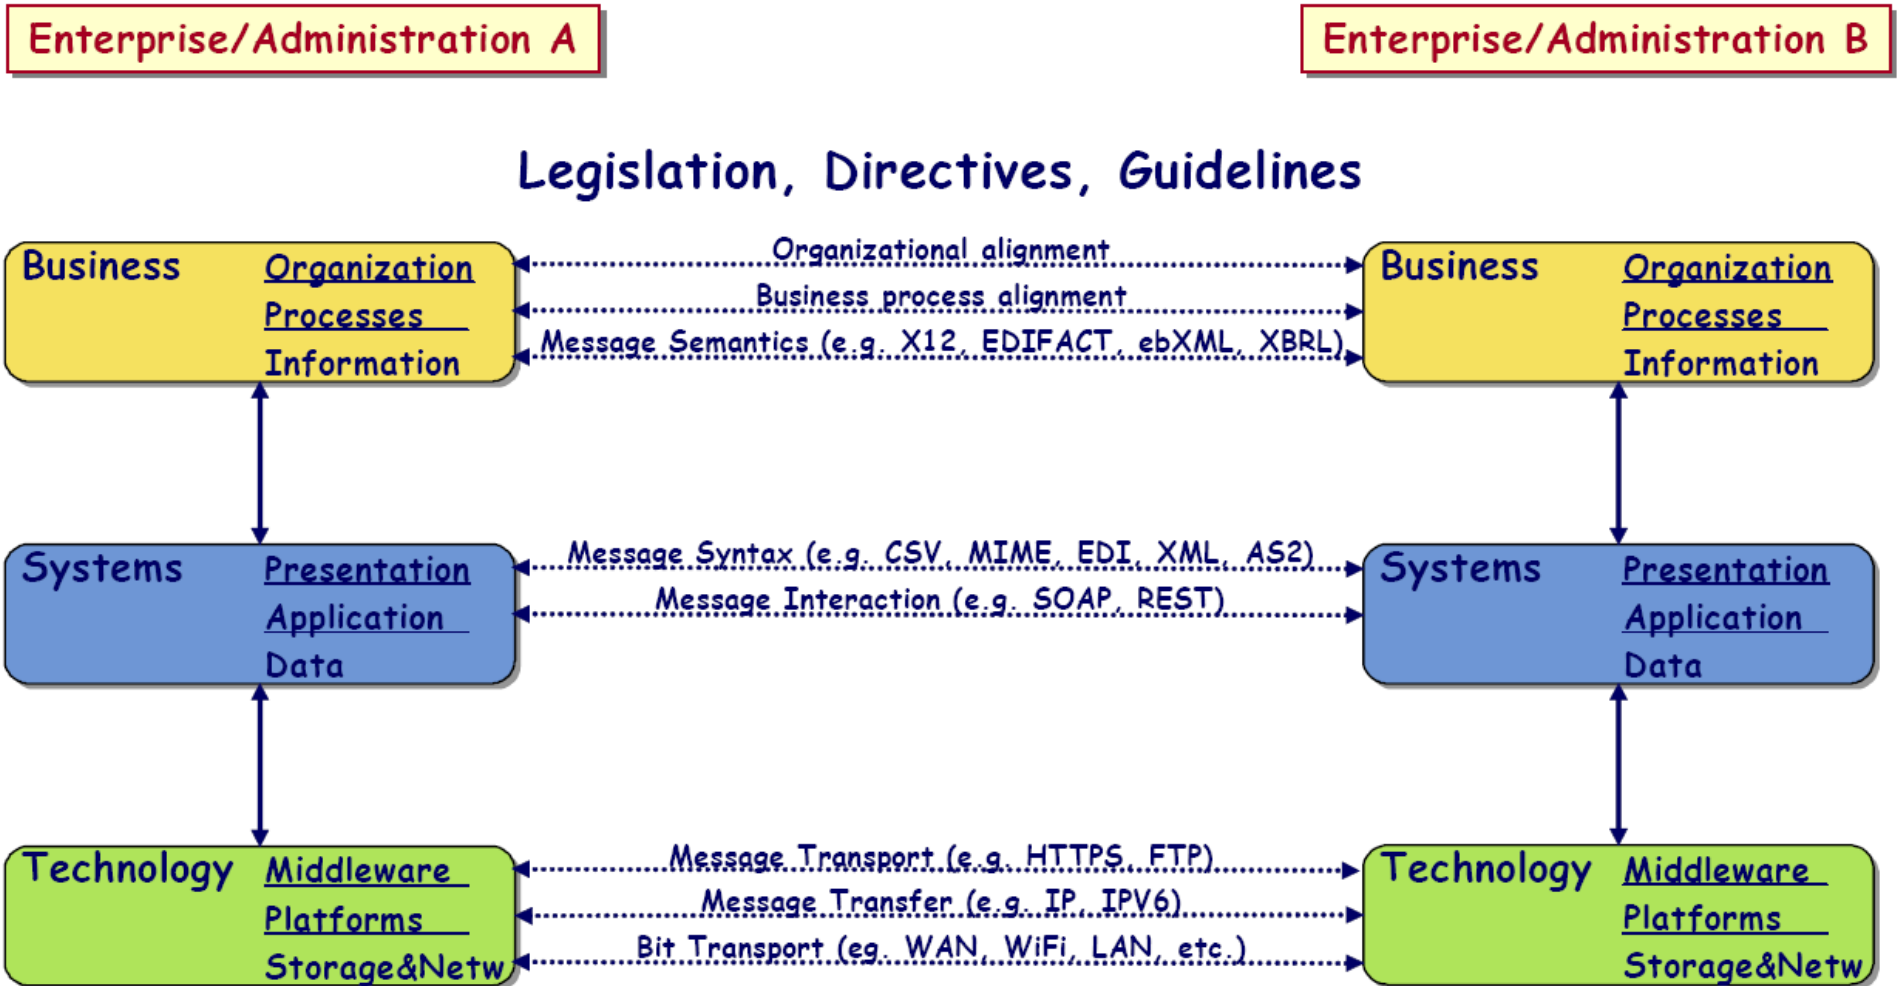 Enterprise/Administration A
Enterprise/Administration B
Legislation, Directives, Guidelines
Business
Organization
Processes
Information
Organizational alignment
Business process alignment
Message Semantics (e.g. X12, EDIFACT, ebXML, XBRL)
Business
Organization
Processes
Information
Systems
Presentation
Application
Data
Message Syntax (e.g. CSV, MIME, EDI, XML, AS2)
Message Interaction (e.g. SOAP, REST)
Systems
Presentation
Application
Data
Technology
Middleware
Platforms
Storage&Netw
Message Transport (e.g. HTTPS, FTP)
Message Transfer (e.g. IP, IPV6)
Bit Transport (eg. WAN, WiFi, LAN, etc.)
Technology
Middleware
Platforms
Storage&Netw